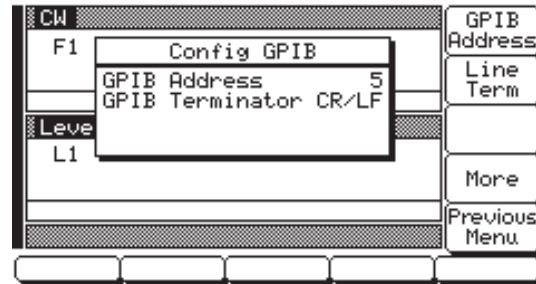 CW
F1
Config GPIB
GPIB Address 5
GPIB Terminator CR/LF
Leve
L1
GPIB
Address
Line
Term
More
Previous
Menu